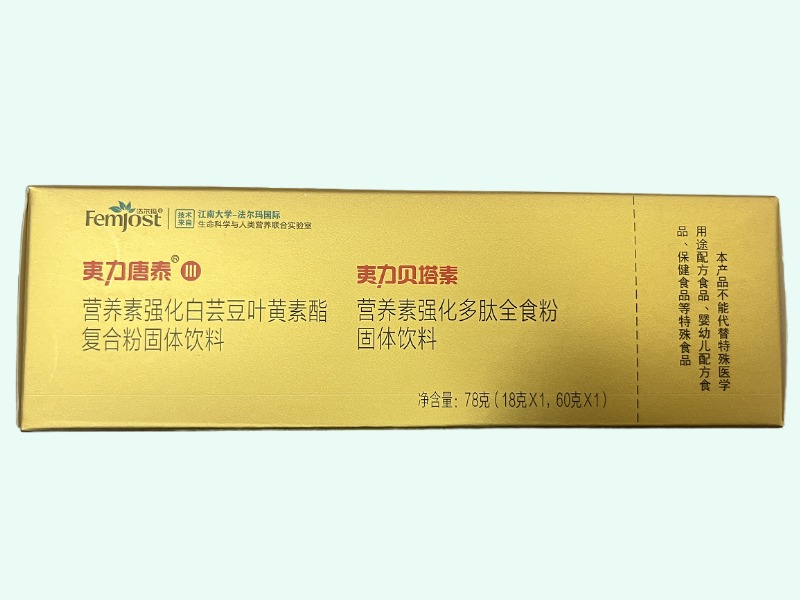 Femjost®
法尔玛
技术
来自
江南大学-法尔玛国际
生命科学与人类营养联合实验室
夷力唐泰® III
营养素强化白芸豆叶黄素酯
复合粉固体饮料
夷力贝塔素
营养素强化多肽全食粉
固体饮料
净含量：78克（18克X1，60克X1）
本产品不能代替特殊医学
用途配方食品、婴幼儿配方食
品、保健食品等特殊食品